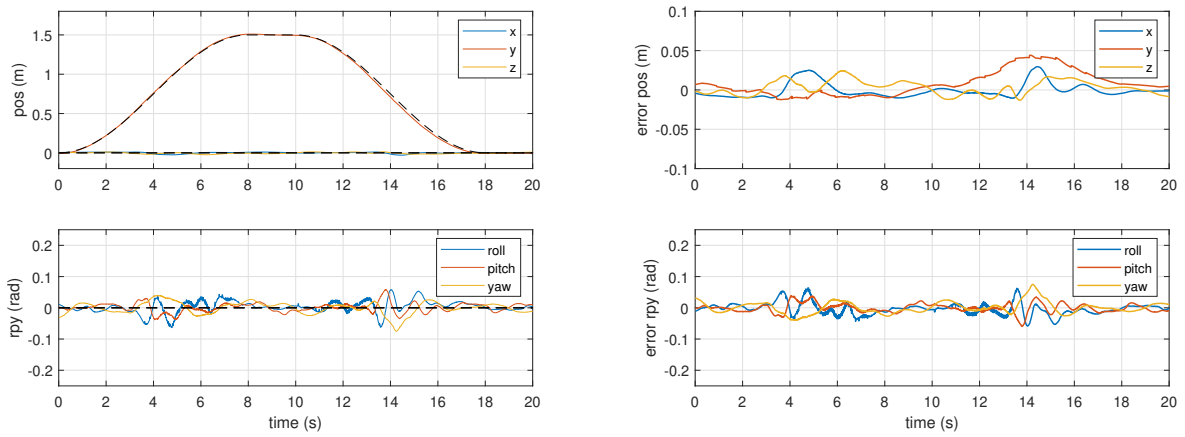 pos (m)
1.5
1
0.5
0
0 2 4 6 8 10 12 14 16 18 20
x
y
z
error pos (m)
0.1
0.05
0
-0.05
-0.1
0 2 4 6 8 10 12 14 16 18 20
x
y
z
rpy (rad)
0.2
0.1
0
-0.1
-0.2
0 2 4 6 8 10 12 14 16 18 20
time (s)
roll
pitch
yaw
error rpy (rad)
0.2
0.1
0
-0.1
-0.2
0 2 4 6 8 10 12 14 16 18 20
time (s)
roll
pitch
yaw